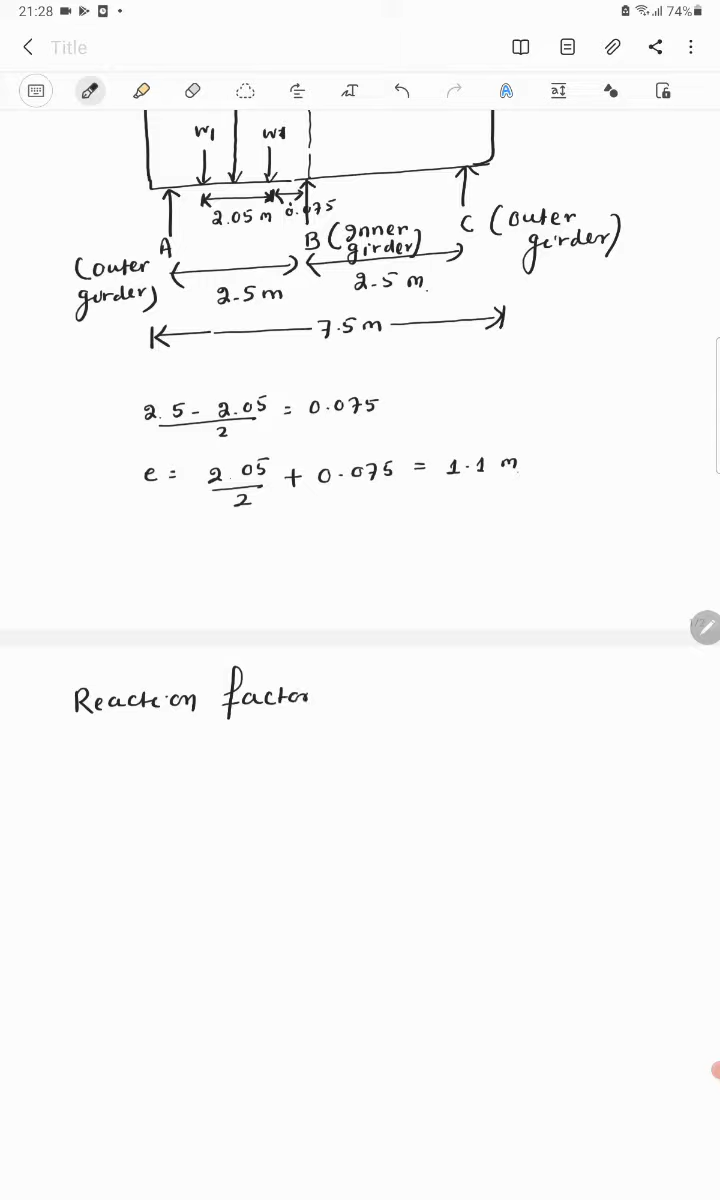 21:28
74%
Title
W1
2.05 m
0.075
A
B (Inner girder)
C (Outer girder)
(outer girder)
2.5 m
2.5 m.
7.5 m
2.5 - 2.05 / 2 = 0.075
e = 2.05 / 2 + 0.075 = 1.1 m
Reaction factor